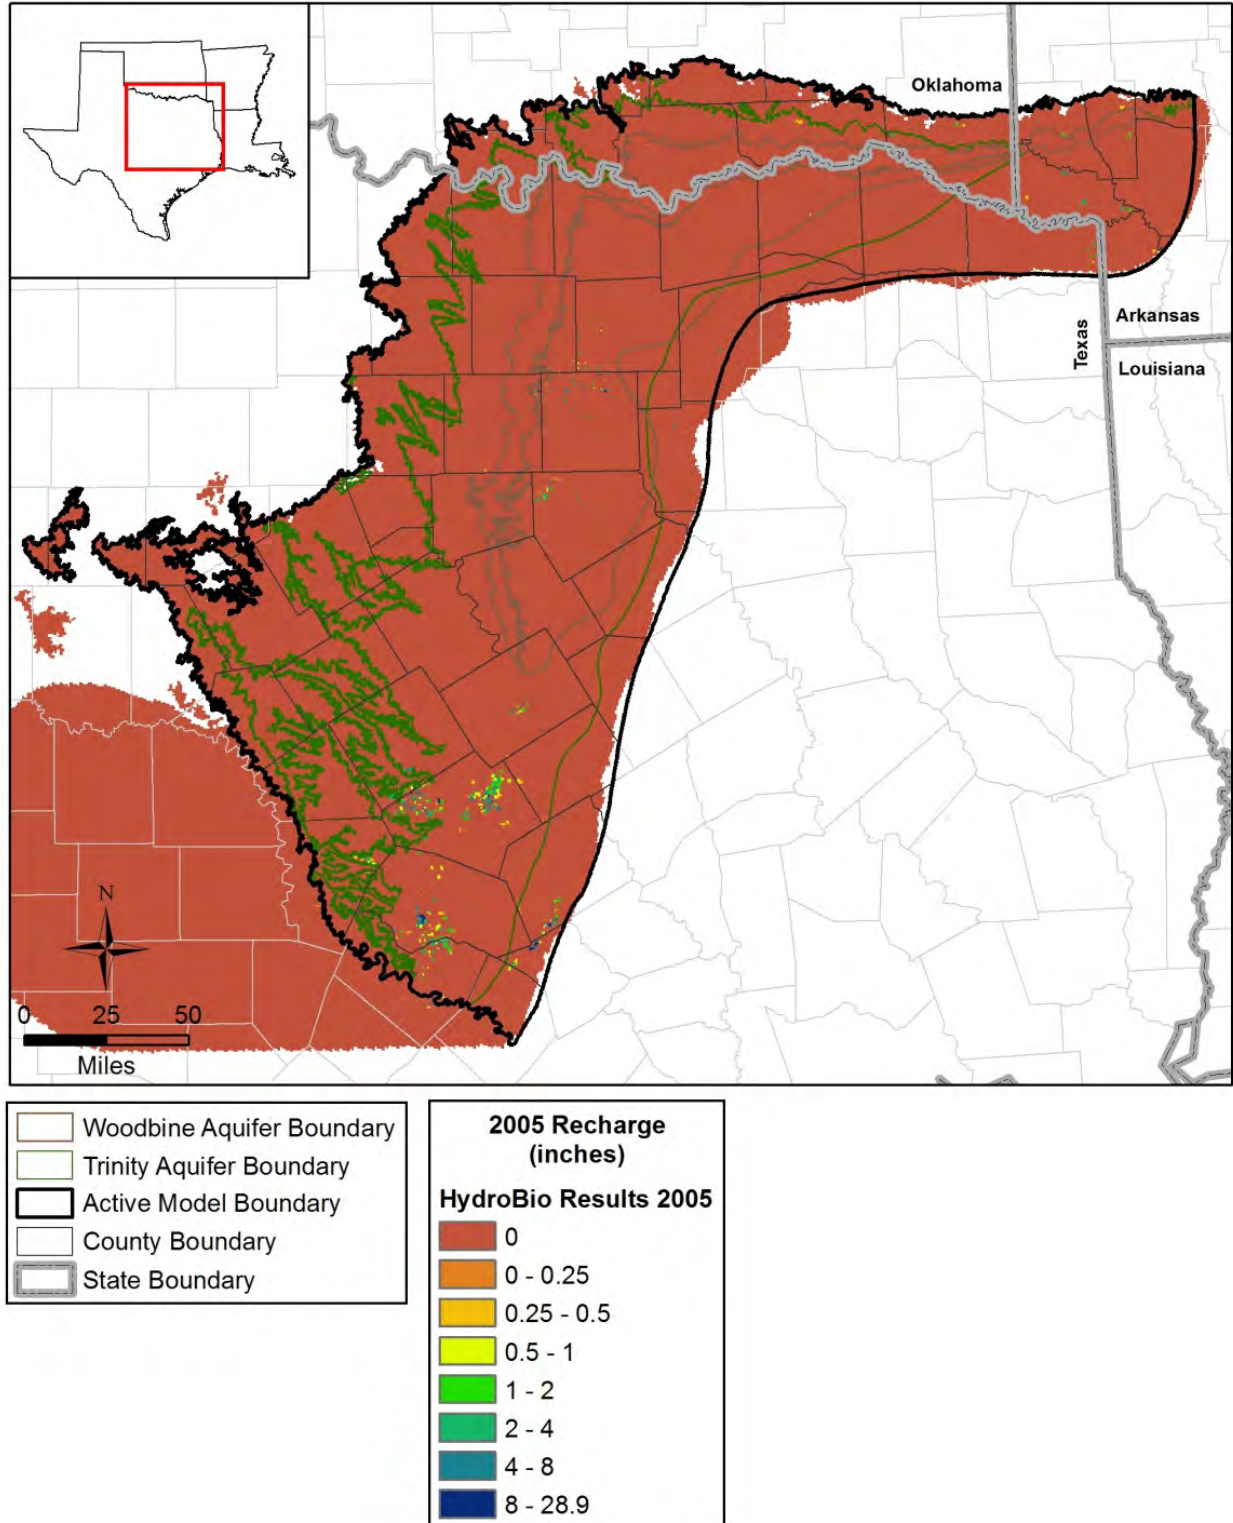 Oklahoma
Texas
Arkansas
Louisiana
N
0 25 50
Miles
Woodbine Aquifer Boundary
Trinity Aquifer Boundary
Active Model Boundary
County Boundary
State Boundary
2005 Recharge
(inches)
HydroBio Results 2005
0
0 - 0.25
0.25 - 0.5
0.5 - 1
1 - 2
2 - 4
4 - 8
8 - 28.9